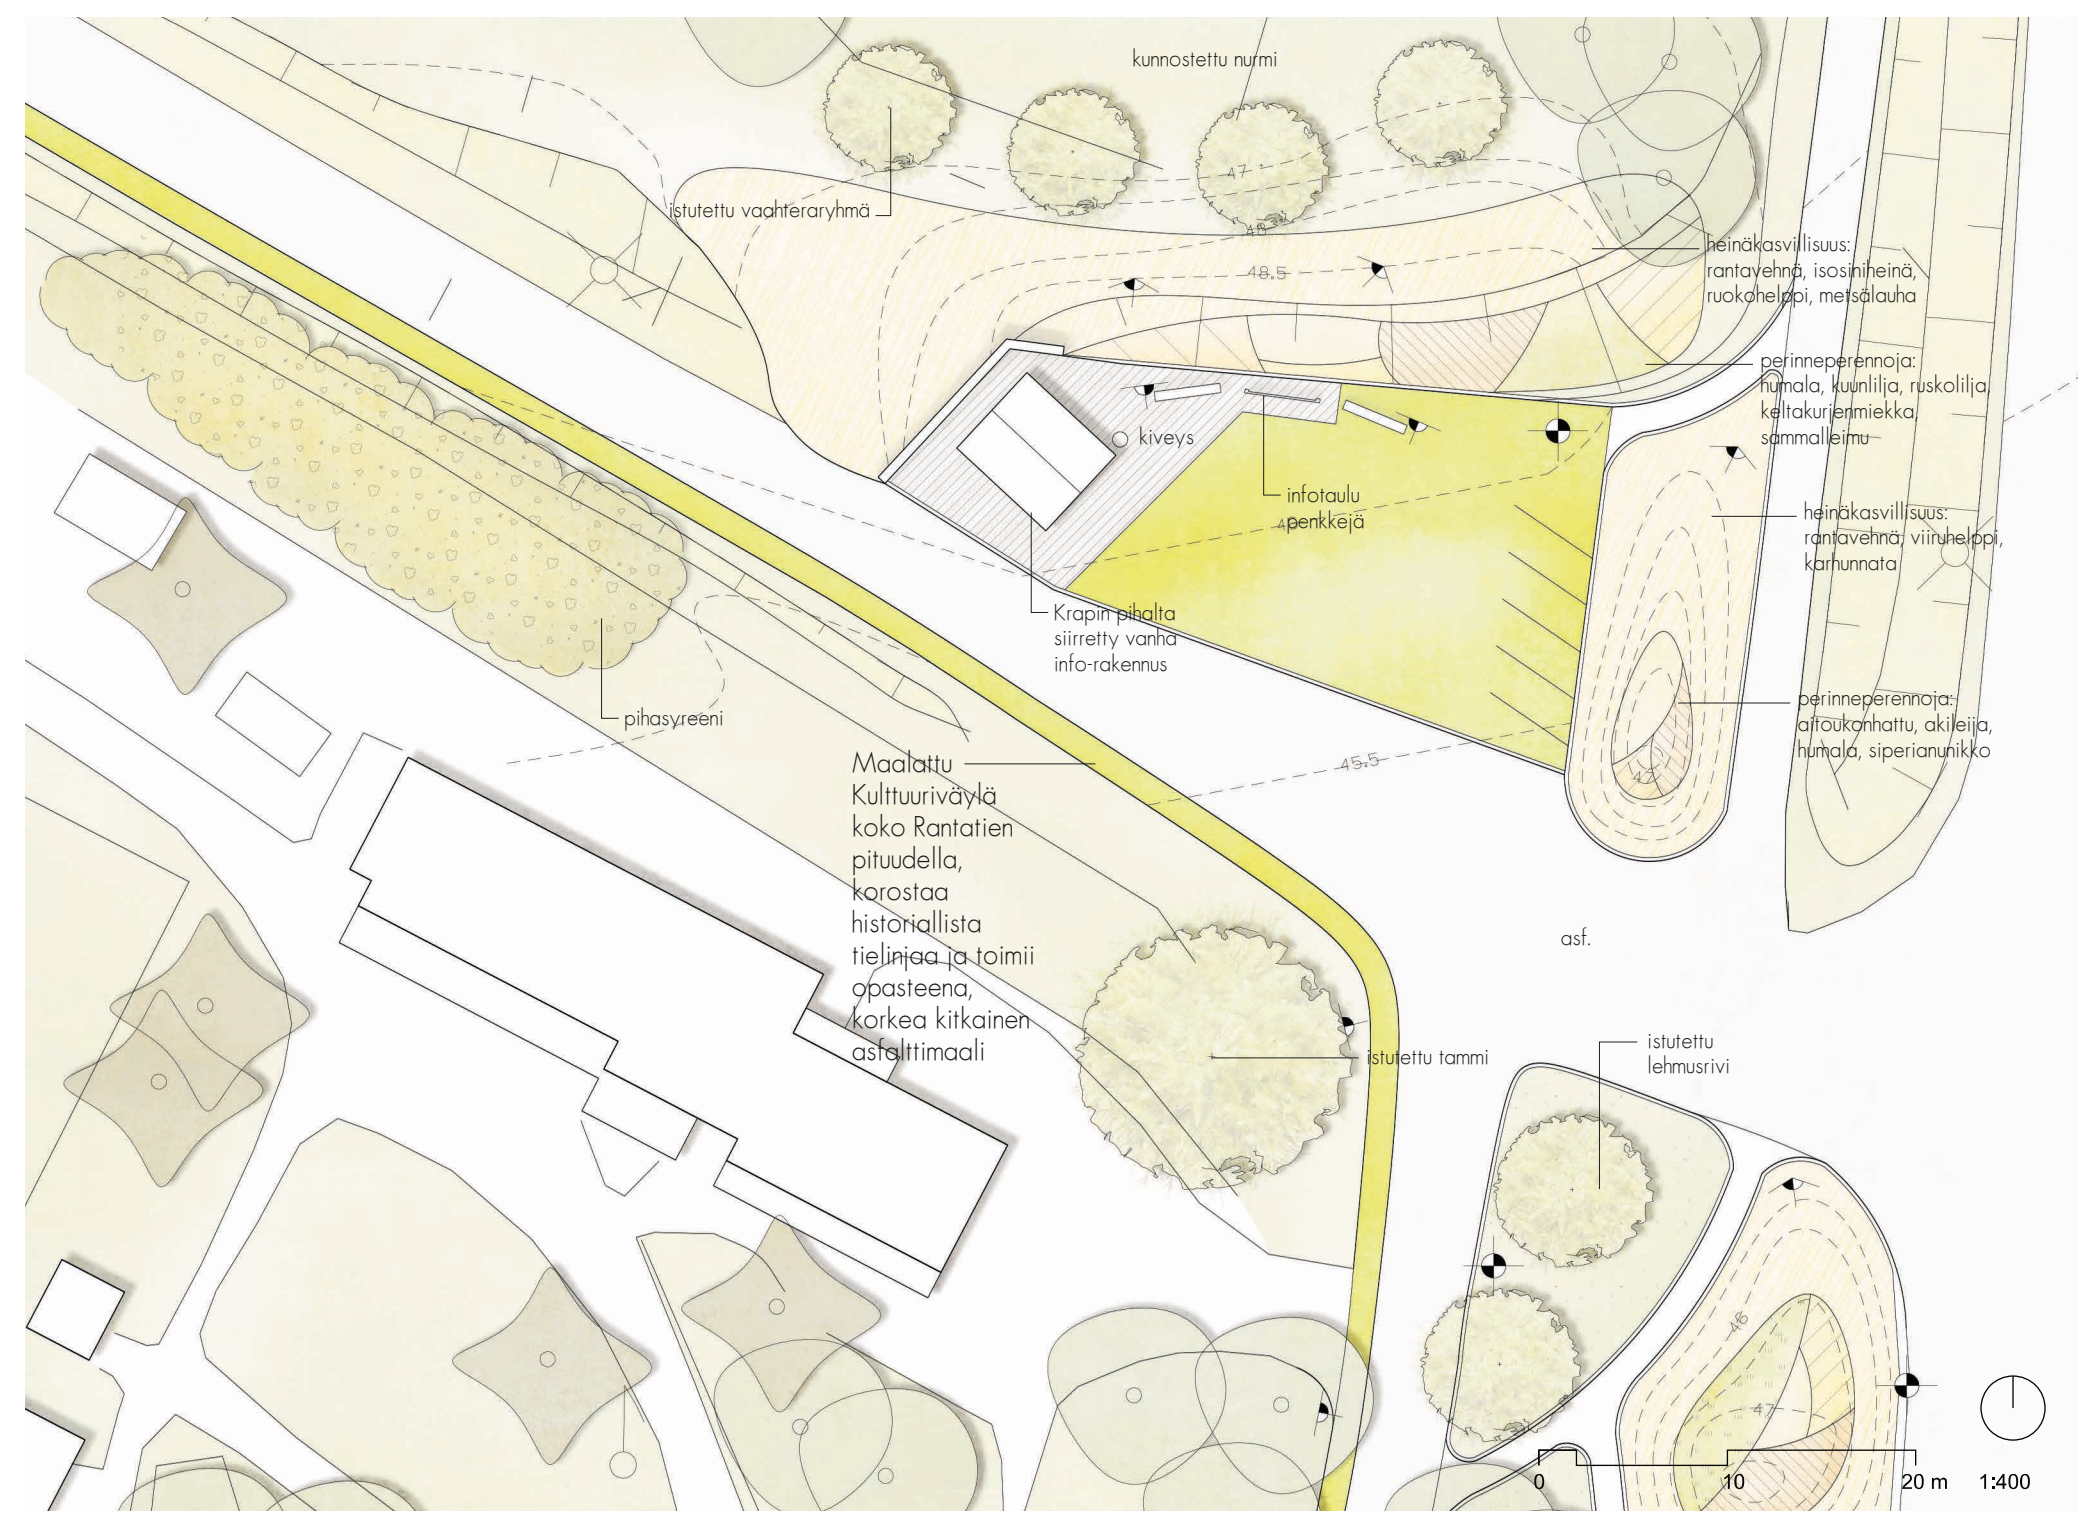 kunnostettu nurmi
47
istutettu vaahteraryhmä
48
48.5
heinäkasvillisuus:
rantavehnä, isosiniheinä,
ruokohelppi, metsälauha
perinneperennoja:
humala, kuunlilja, ruskolilja,
keltakurjenmiekka,
sammalleimu
kiveys
infotaulu
penkkejä
heinäkasvillisuus:
rantavehnä, viiruhelppi,
karhunnata
Krapin pihalta
siirretty vanha
info-rakennus
perinneperennoja:
aitoukonhattu, akileija,
humala, siperianunikko
pihasyreeni
45.5
47
Maalattu
Kulttuuriväylä
koko Rantatien
pituudella,
korostaa
historiallista
tielinjaa ja toimii
opasteena,
korkea kitkainen
asfalttimaali
asf.
istutettu tammi
istutettu
lehmusrivi
46
47
0 10 20 m 1:400